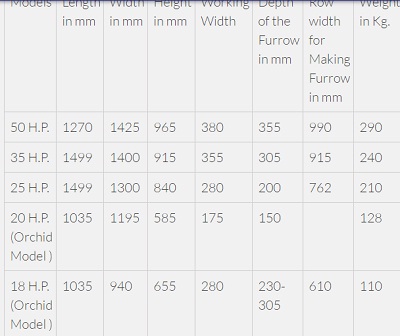 Models Length Width Height Working Depth Row Weight
in mm in mm in mm Width of the width in Kg.
Furrow for
in mm Making
Furrow
in mm
50 H.P. 1270 1425 965 380 355 990 290
35 H.P. 1499 1400 915 355 305 915 240
25 H.P. 1499 1300 840 280 200 762 210
20 H.P. 1035 1195 585 175 150 128
(Orchid
Model )
18 H.P. 1035 940 655 280 230- 610 110
(Orchid 305
Model )